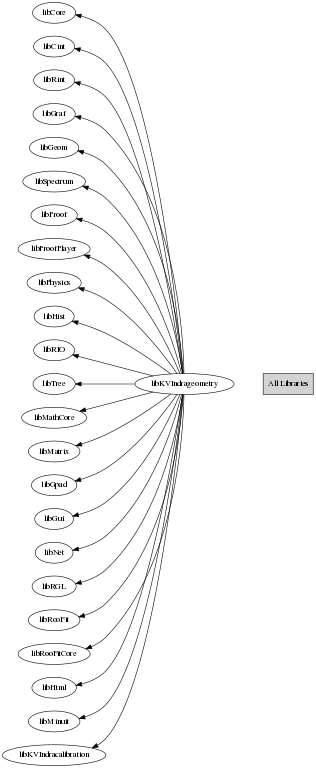 libCore
libCint
libRint
libGraf
libGeom
libSpectrum
libProof
libProofPlayer
libPhysics
libHist
libRIO
libKVIndrageometry
All Libraries
libTree
libMathCore
libMatrix
libGpad
libGui
libNet
libRGL
libRooFit
libRooFitCore
libHtml
libMinuit
libKVIndracalibration